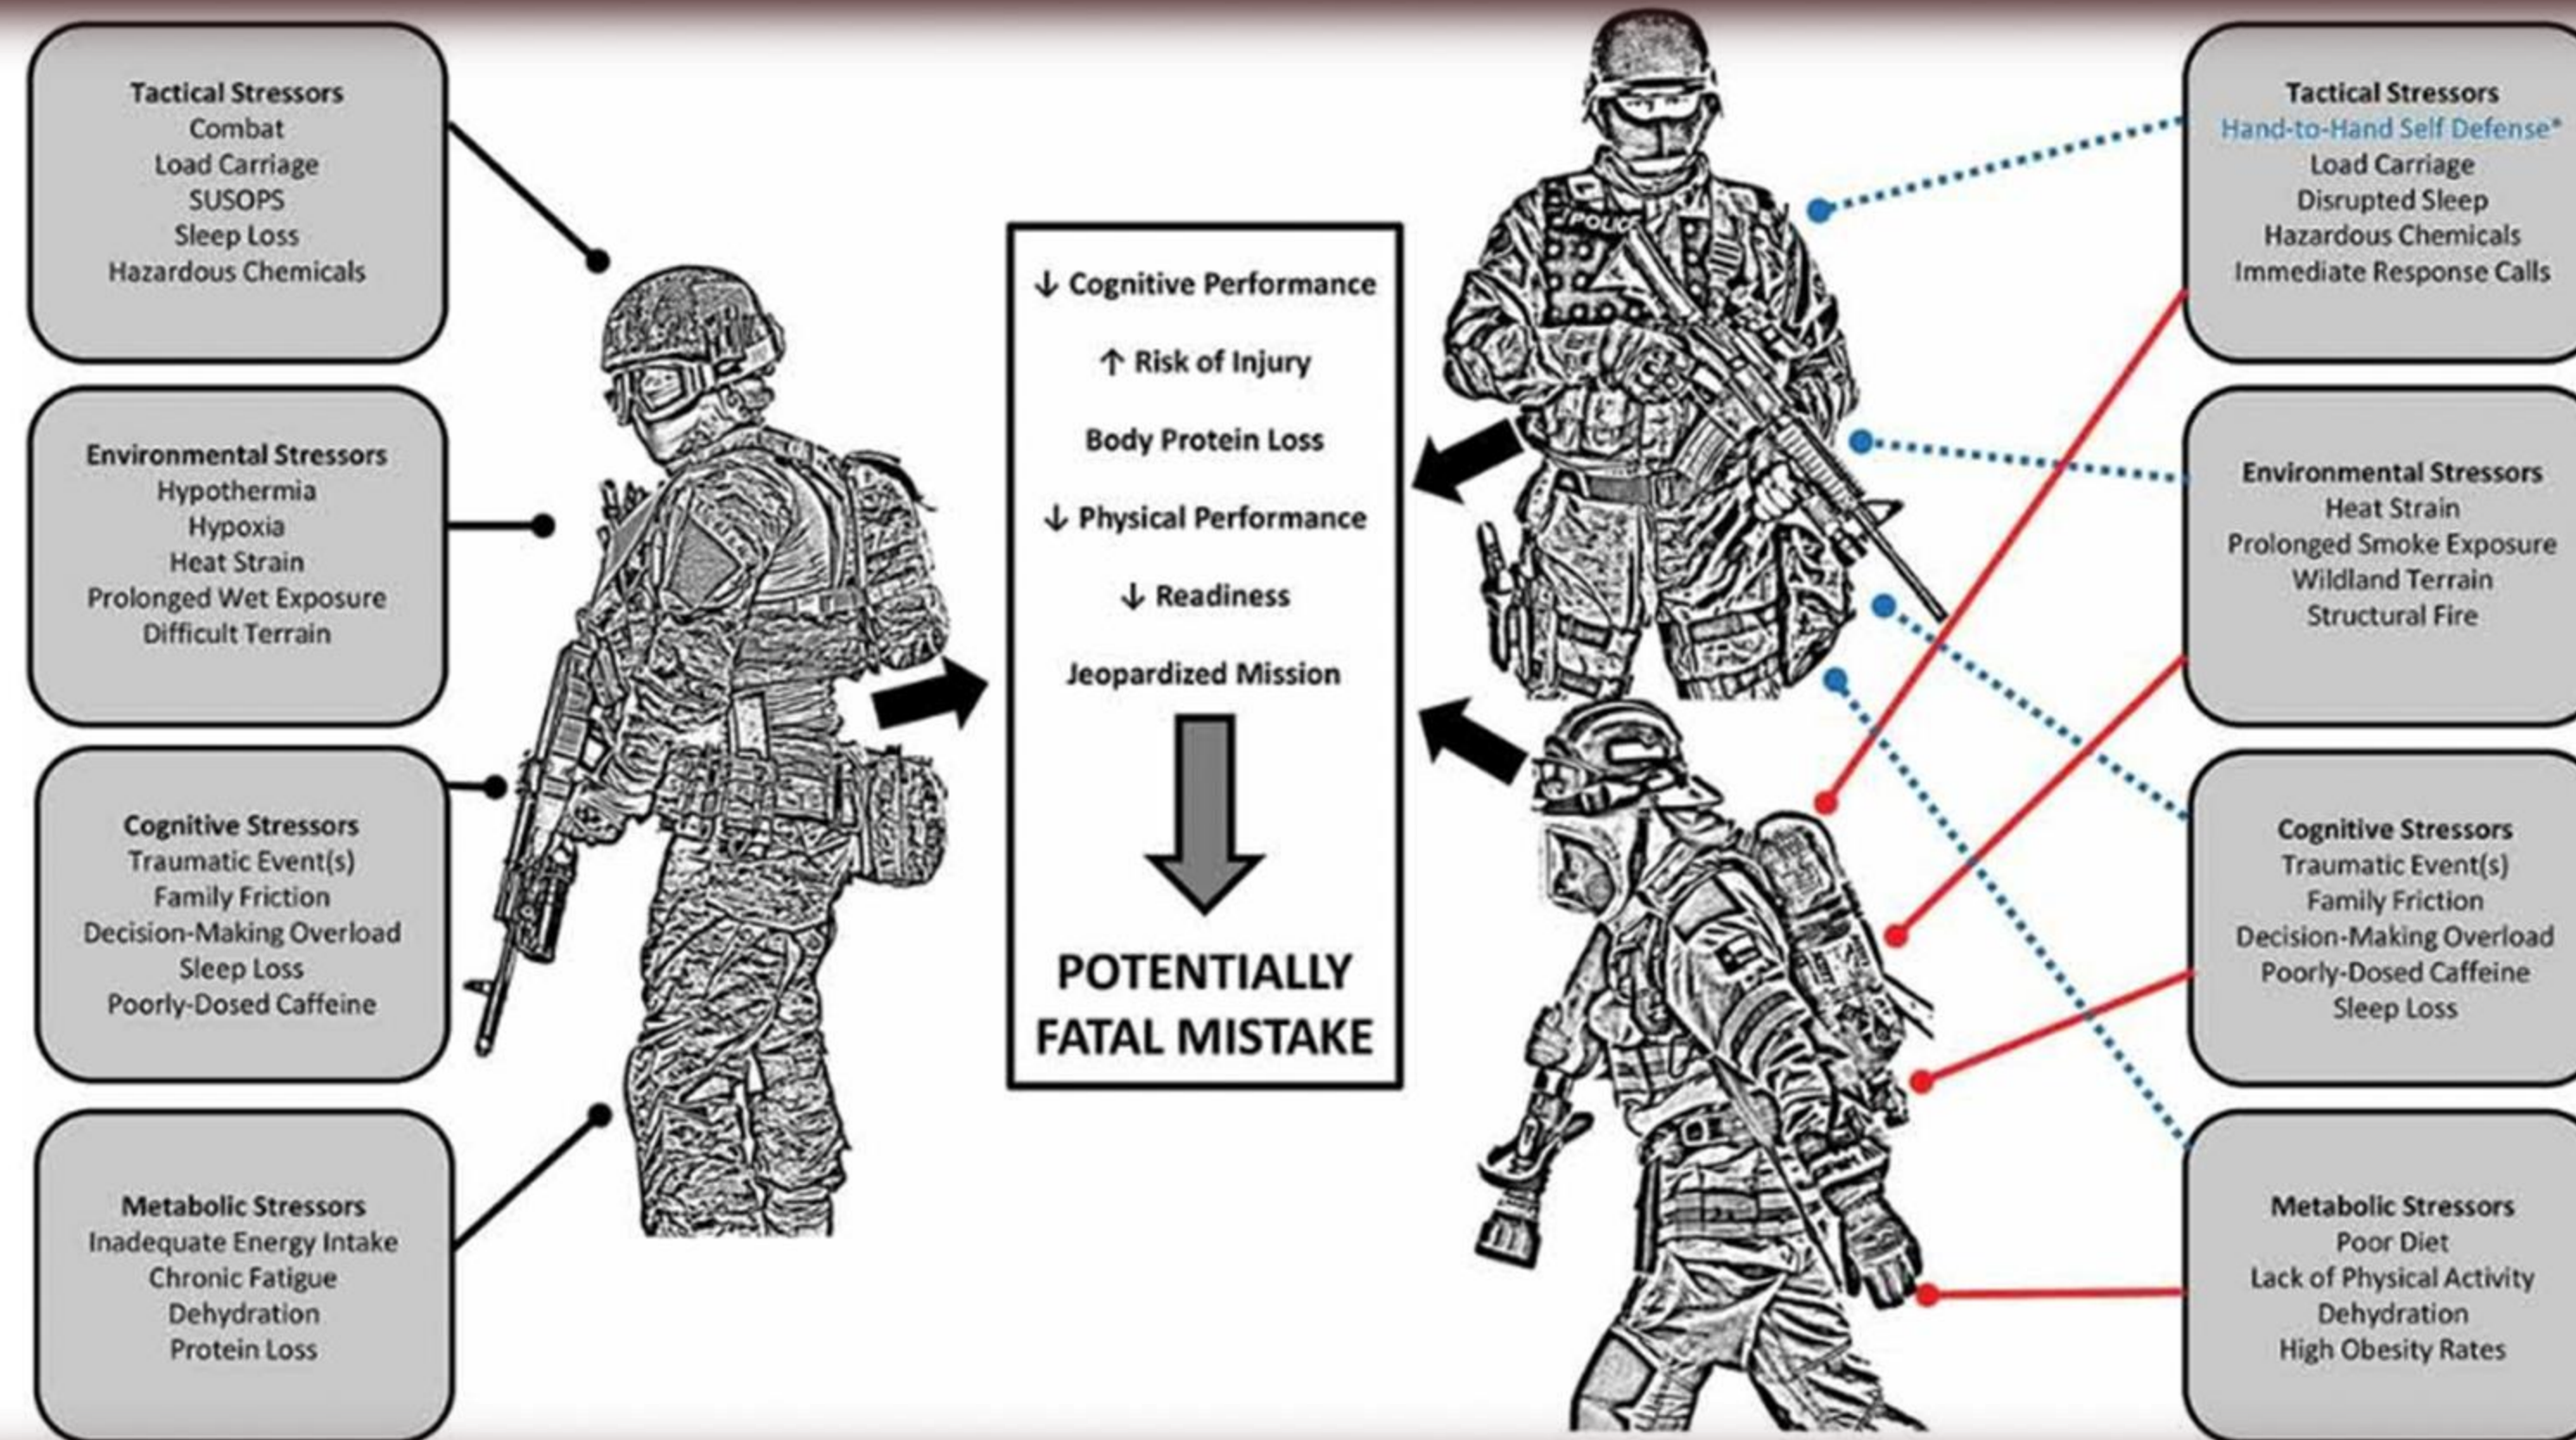 Tactical Stressors
Combat
Load Carriage
SUSOPS
Sleep Loss
Hazardous Chemicals
Environmental Stressors
Hypothermia
Hypoxia
Heat Strain
Prolonged Wet Exposure
Difficult Terrain
Cognitive Stressors
Traumatic Event(s)
Family Friction
Decision-Making Overload
Sleep Loss
Poorly-Dosed Caffeine
Metabolic Stressors
Inadequate Energy Intake
Chronic Fatigue
Dehydration
Protein Loss
↓ Cognitive Performance
↑ Risk of Injury
Body Protein Loss
↓ Physical Performance
↓ Readiness
Jeopardized Mission
POTENTIALLY
FATAL MISTAKE
POLICE
Tactical Stressors
Hand-to-Hand Self Defense*
Load Carriage
Disrupted Sleep
Hazardous Chemicals
Immediate Response Calls
Environmental Stressors
Heat Strain
Prolonged Smoke Exposure
Wildland Terrain
Structural Fire
Cognitive Stressors
Traumatic Event(s)
Family Friction
Decision-Making Overload
Poorly-Dosed Caffeine
Sleep Loss
Metabolic Stressors
Poor Diet
Lack of Physical Activity
Dehydration
High Obesity Rates